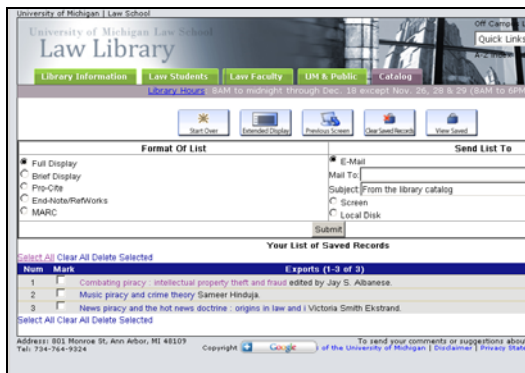 University of Michigan | Law School
University of Michigan Law School
Law Library
Off Campus
Quick Links
A-Z
Library Information Law Students Law Faculty UM & Public Catalog
Library Hours: 8AM to midnight through Dec. 18 except Nov. 26, 28 & 29 (8AM to 6PM
Start Over Extended Display Previous Screen Clear Saved Records View Saved
Format Of List Send List To
Full Display
Brief Display
Pro-Cite
End-Note/RefWorks
MARC
E-Mail
Mail To:
Subject: From the library catalog
Screen
Local Disk
Submit
Your List of Saved Records
Select All Clear All Delete Selected
Num Mark Exports (1-3 of 3)
1 Combating piracy : intellectual property theft and fraud edited by Jay S. Albanese.
2 Music piracy and crime theory Sameer Hinduja.
3 News piracy and the hot news doctrine : origins in law and i Victoria Smith Ekstrand.
Select All Clear All Delete Selected
Address: 801 Monroe St, Ann Arbor, MI 48109
Tel: 734-764-9324
To send your comments or suggestions abou
Copyright Google of the University of Michigan | Disclaimer | Privacy State